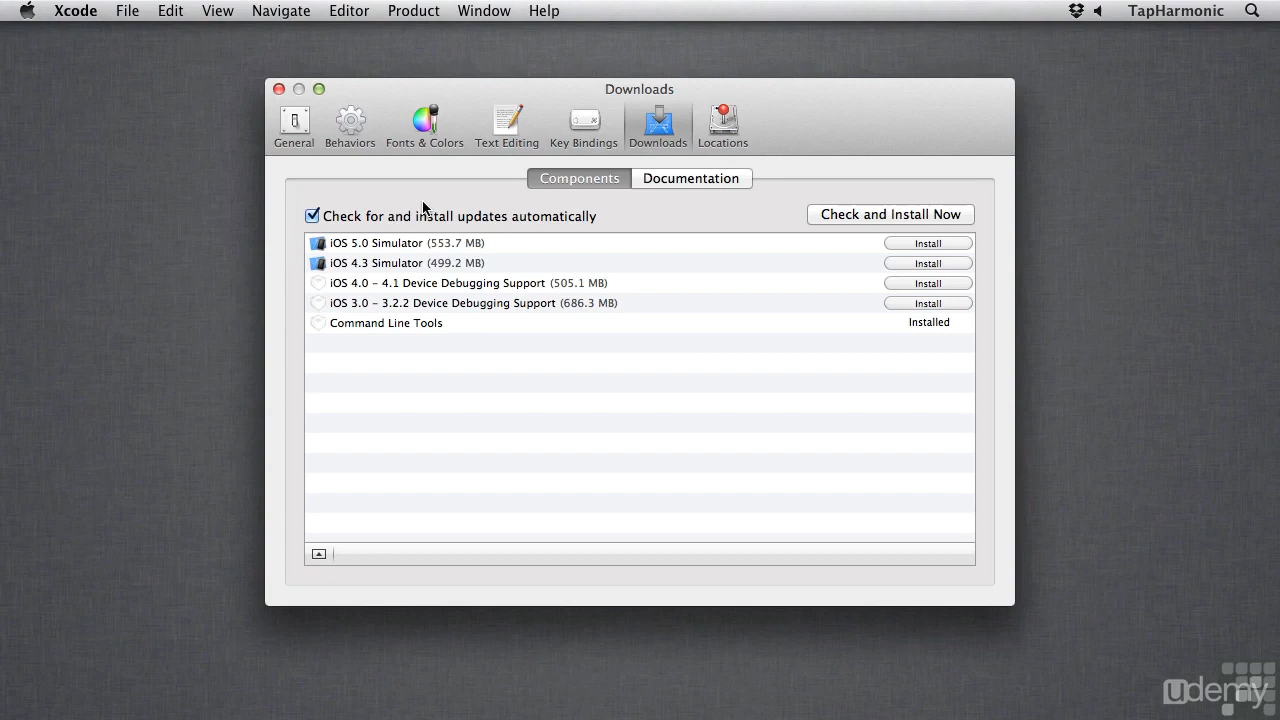 Xcode File Edit View Navigate Editor Product Window Help TapHarmonic
Downloads
General Behaviors Fonts & Colors Text Editing Key Bindings Downloads Locations
Components Documentation
Check for and install updates automatically Check and Install Now
iOS 5.0 Simulator (553.7 MB) Install
iOS 4.3 Simulator (499.2 MB) Install
iOS 4.0 – 4.1 Device Debugging Support (505.1 MB) Install
iOS 3.0 – 3.2.2 Device Debugging Support (686.3 MB) Install
Command Line Tools Installed
udemy